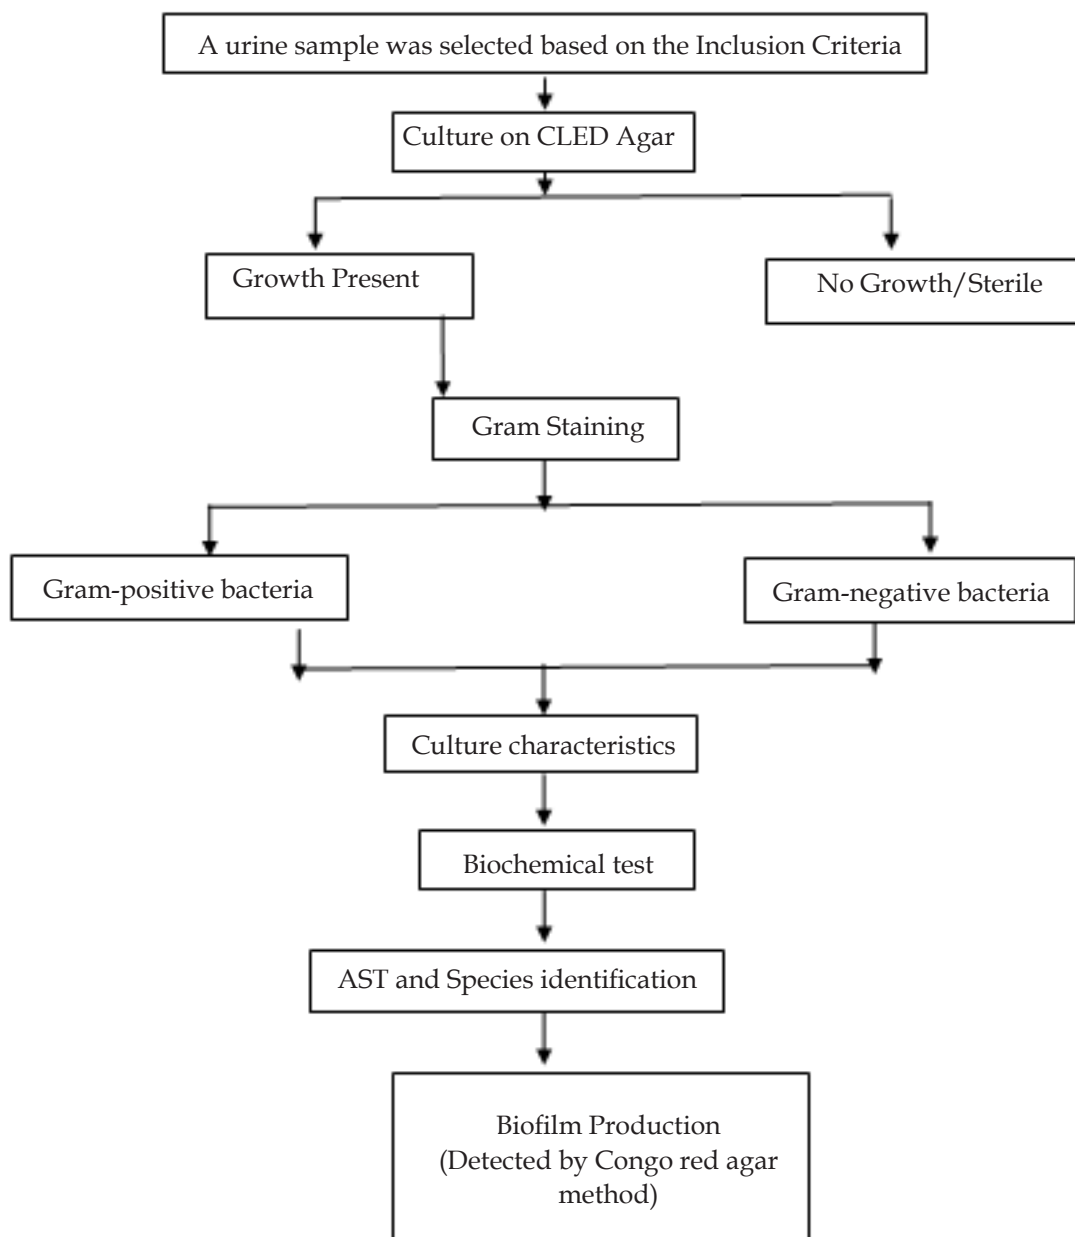 A urine sample was selected based on the Inclusion Criteria
Culture on CLED Agar
Growth Present
No Growth/Sterile
Gram Staining
Gram-positive bacteria
Gram-negative bacteria
Culture characteristics
Biochemical test
AST and Species identification
Biofilm Production
(Detected by Congo red agar
method)